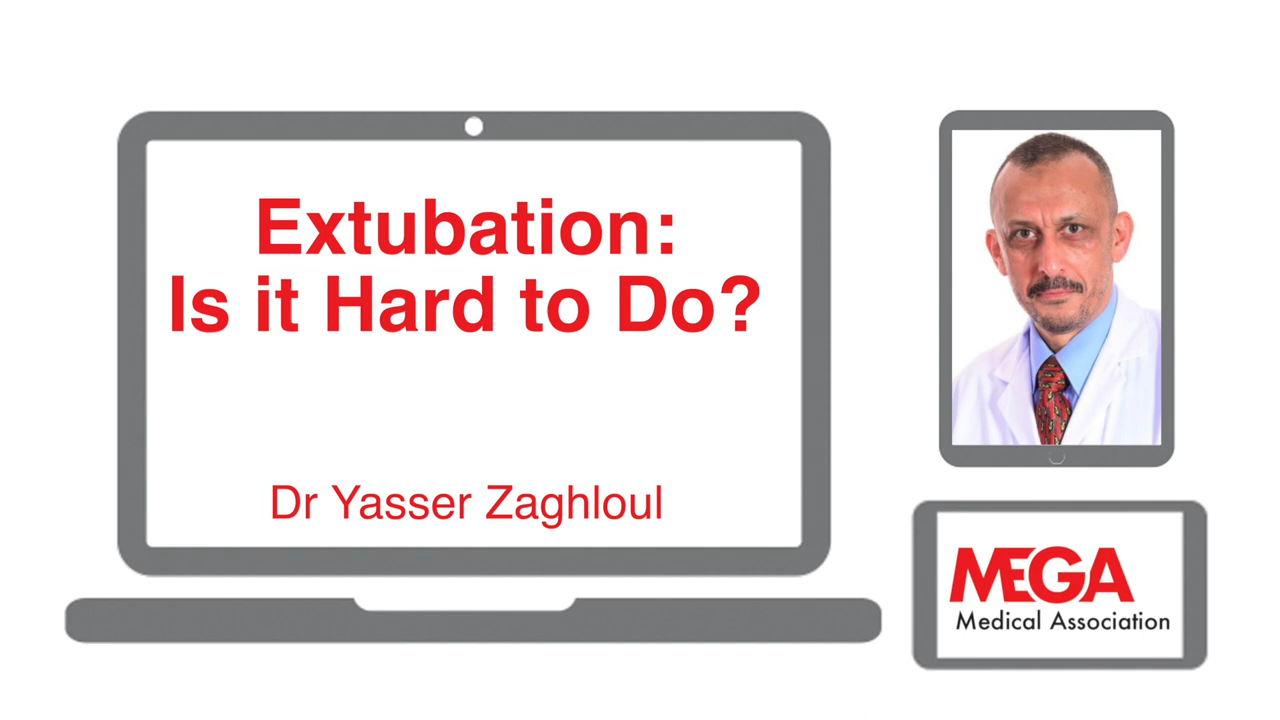 Extubation:
Is it Hard to Do?
Dr Yasser Zaghloul
MEGA
Medical Association